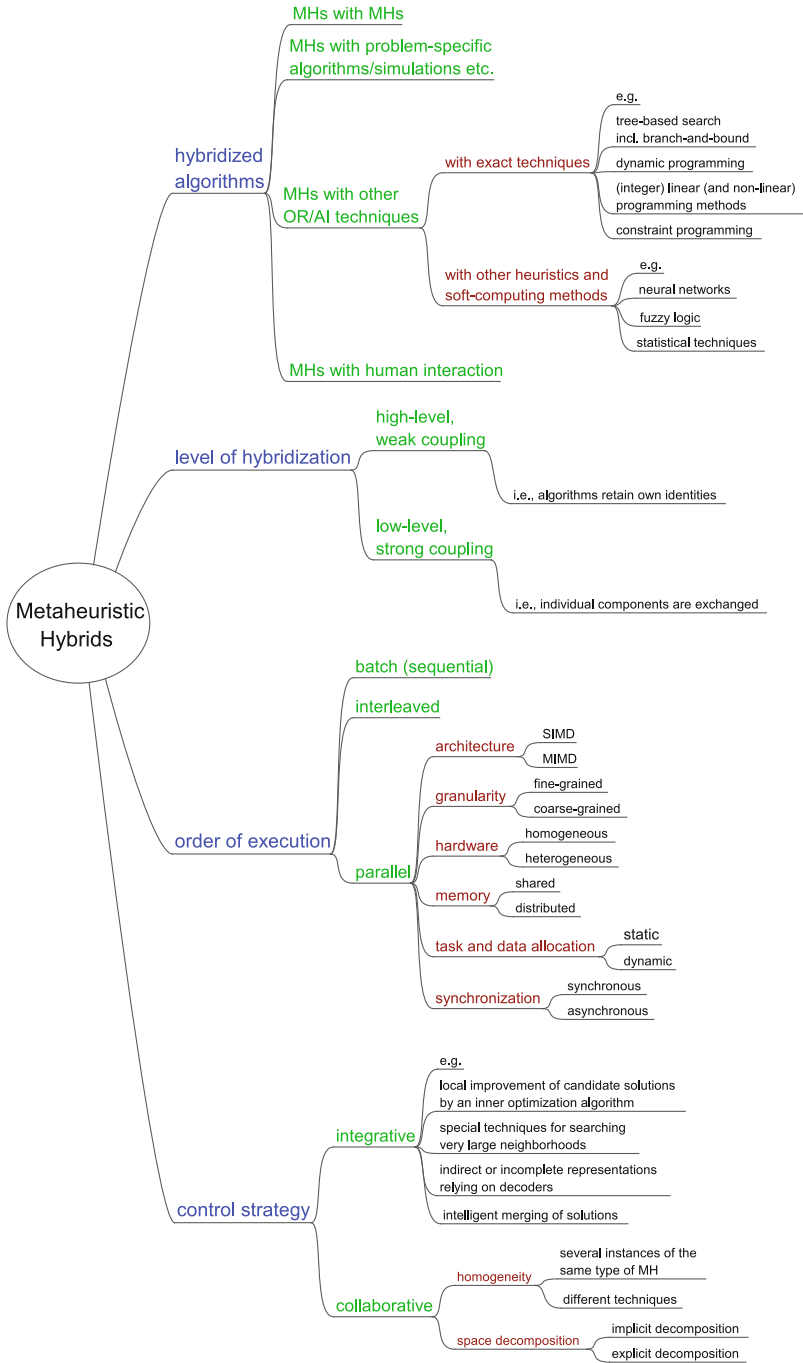 Metaheuristic
Hybrids
hybridized
algorithms
MHs with MHs
MHs with problem-specific
algorithms/simulations etc.
MHs with other
OR/AI techniques
with exact techniques
e.g.
tree-based search
incl. branch-and-bound
dynamic programming
(integer) linear (and non-linear)
programming methods
constraint programming
with other heuristics and
soft-computing methods
e.g.
neural networks
fuzzy logic
statistical techniques
MHs with human interaction
level of hybridization
high-level,
weak coupling
i.e., algorithms retain own identities
low-level,
strong coupling
i.e., individual components are exchanged
order of execution
batch (sequential)
interleaved
parallel
architecture
SIMD
MIMD
granularity
fine-grained
coarse-grained
hardware
homogeneous
heterogeneous
memory
shared
distributed
task and data allocation
static
dynamic
synchronization
synchronous
asynchronous
control strategy
integrative
e.g.
local improvement of candidate solutions
by an inner optimization algorithm
special techniques for searching
very large neighborhoods
indirect or incomplete representations
relying on decoders
intelligent merging of solutions
collaborative
homogeneity
several instances of the
same type of MH
different techniques
space decomposition
implicit decomposition
explicit decomposition